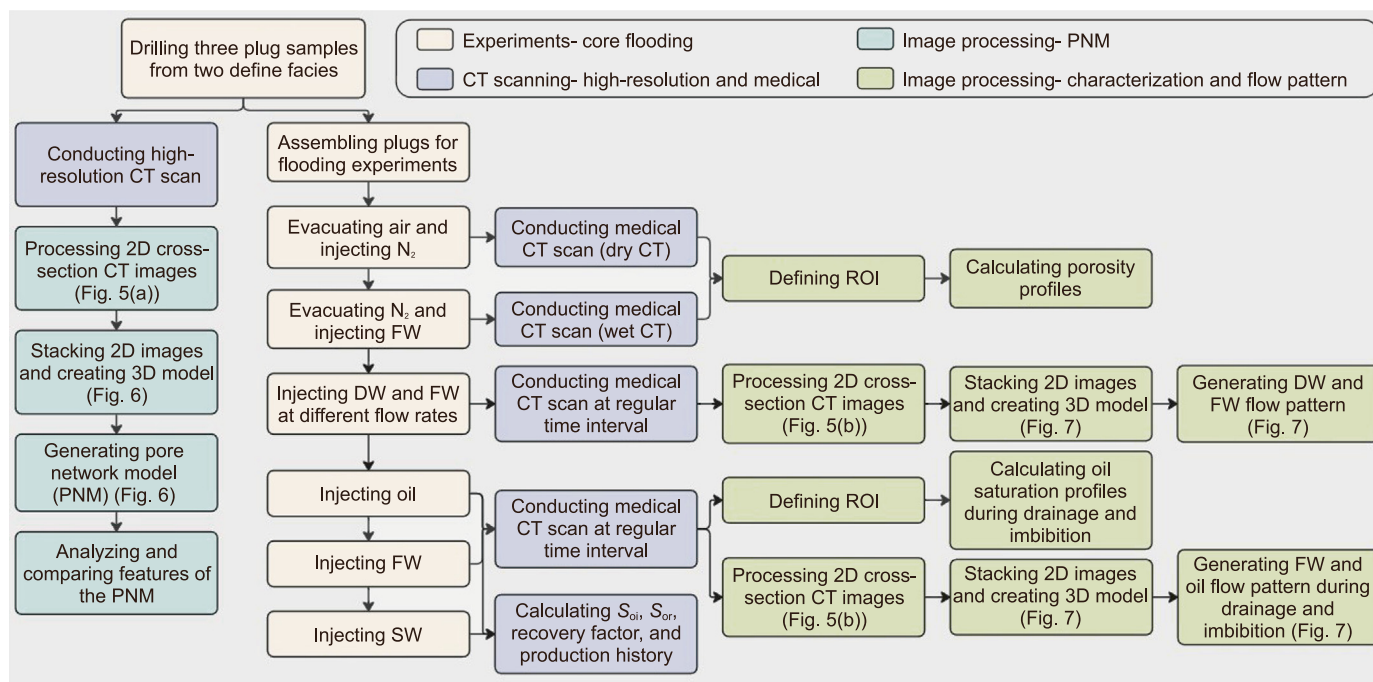 Drilling three plug samples
from two define facies
Experiments- core flooding
Image processing- PNM
CT scanning- high-resolution and medical
Image processing- characterization and flow pattern
Conducting high-
resolution CT scan
Processing 2D cross-
section CT images
(Fig. 5(a))
Stacking 2D images
and creating 3D model
(Fig. 6)
Generating pore
network model
(PNM) (Fig. 6)
Analyzing and
comparing features of
the PNM
Assembling plugs for
flooding experiments
Evacuating air and
injecting N₂
Conducting medical
CT scan (dry CT)
Evacuating N₂ and
injecting FW
Conducting medical
CT scan (wet CT)
Defining ROI
Calculating porosity
profiles
Injecting DW and FW
at different flow rates
Conducting medical
CT scan at regular
time interval
Processing 2D cross-
section CT images
(Fig. 5(b))
Stacking 2D images
and creating 3D model
(Fig. 7)
Generating DW and
FW flow pattern
(Fig. 7)
Injecting oil
Injecting FW
Injecting SW
Conducting medical
CT scan at regular
time interval
Calculating Soi, Sor,
recovery factor, and
production history
Defining ROI
Calculating oil
saturation profiles
during drainage and
imbibition
Processing 2D cross-
section CT images
(Fig. 5(b))
Stacking 2D images
and creating 3D model
(Fig. 7)
Generating FW and
oil flow pattern during
drainage and
imbibition (Fig. 7)